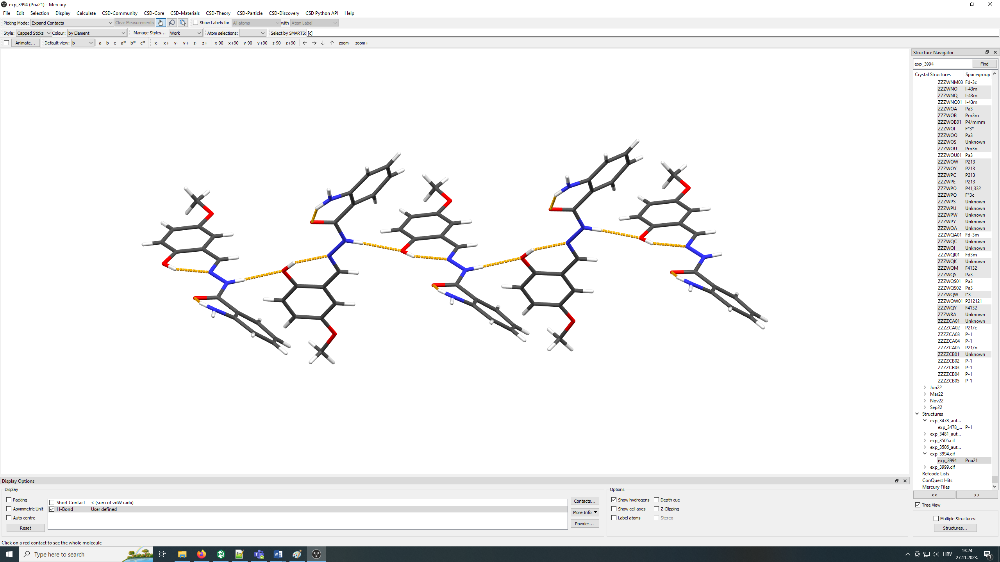 exp_3994 (Pna21) - Mercury
File Edit Selection Display Calculate CSD-Community CSD-Core CSD-Materials CSD-Theory CSD-Particle CSD-Discovery CSD Python API Help
Picking Mode: Expand Contacts Clear Measurements Show Labels for All atoms with Atom Label
Style: Capped Sticks Colour: by Element Manage Styles... Work Atom selections: Select by SMARTS: [c]
Animate... Default view: b a b c a* b* c* x- x+ y- y+ z- z+ x-90 x+90 y-90 y+90 z-90 z+90 zoom- zoom+
Structure Navigator
exp_3994 Find
Crystal Structures Spacegroup
ZZZWNM03 Fd-3c
ZZZWNO I-43m
ZZZWNQ I-43m
ZZZWNQ01 I-43m
ZZZWOA Pa3
ZZZWOB Pm3m
ZZZWOB01 P4/mmm
ZZZWOI F*3*
ZZZWOO Pa3
ZZZWOS Unknown
ZZZWOU Pm3n
ZZZWOU01 Pa3
ZZZWOW P213
ZZZWOY P213
ZZZWPC P213
ZZZWPE P213
ZZZWPO P41,332
ZZZWPQ F*3c
ZZZWPS Unknown
ZZZWPU Unknown
ZZZWPW Unknown
ZZZWPY Unknown
ZZZWQA Unknown
ZZZWQA01 Fd-3m
ZZZWQC Unknown
ZZZWQI Unknown
ZZZWQI01 Fd3m
ZZZWQK Unknown
ZZZWQM F4132
ZZZWQS Pa3
ZZZWQS01 Pa3
ZZZWQS02 Pa3
ZZZWQW I*3
ZZZWQW01 P212121
ZZZWQY F4132
ZZZWRA Unknown
ZZZZCA01 Unknown
ZZZZCA02 P21/c
ZZZZCA03 P-1
ZZZZCA04 P-1
ZZZZCA05 P21/n
ZZZZCB01 Unknown
ZZZZCB02 P-1
ZZZZCB03 P-1
ZZZZCB04 P-1
ZZZZCB05 P-1
Jun22
Mar22
Nov22
Sep22
Structures
exp_3478_aut...
exp_3478_... P-1
exp_3481_aut...
exp_3505.cif
exp_3506_aut...
exp_3994.cif
exp_3994 Pna21
exp_3999.cif
Refcode Lists
ConQuest Hits
Mercury Files
<< >>
Tree View
Multiple Structures
Structures...
Display Options
Display
Packing
Asymmetric Unit
Auto centre
Reset
Short Contact < (sum of vdW radii)
H-Bond User defined
Contacts...
More Info
Powder...
Options
Show hydrogens Depth cue
Show cell axes Z-Clipping
Label atoms Stereo
Click on a red contact to see the whole molecule
Type here to search
HRV
13:24
27.11.2023.
1